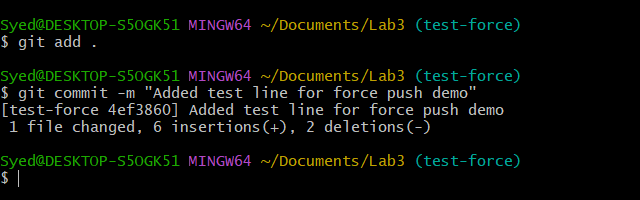 Syed@DESKTOP-S5OGK51 MINGW64 ~/Documents/Lab3 (test-force)
$ git add .
Syed@DESKTOP-S5OGK51 MINGW64 ~/Documents/Lab3 (test-force)
$ git commit -m "Added test line for force push demo"
[test-force 4ef3860] Added test line for force push demo
1 file changed, 6 insertions(+), 2 deletions(-)
Syed@DESKTOP-S5OGK51 MINGW64 ~/Documents/Lab3 (test-force)
$